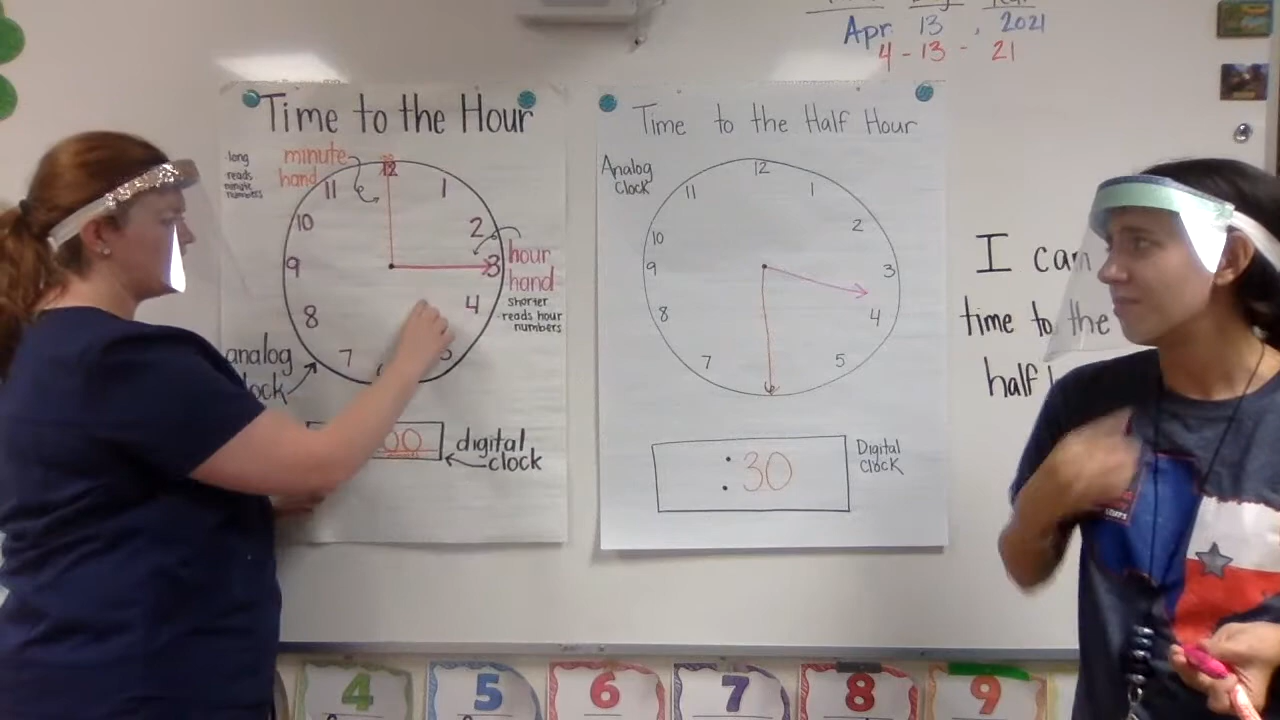 Apr. 13, 2021
4-13-21
Time to the Hour
long
reads
minute
numbers
minute
hand
12
11
1
10
2
9
3
8
4
7
hour
hand
shorter
reads hour
numbers
analog
00
digital
clock
Time to the Half Hour
Analog
Clock
12
11
1
10
2
9
3
8
4
7
5
:30
Digital
Clock
I can
time to the
half
4
5
6
7
8
9